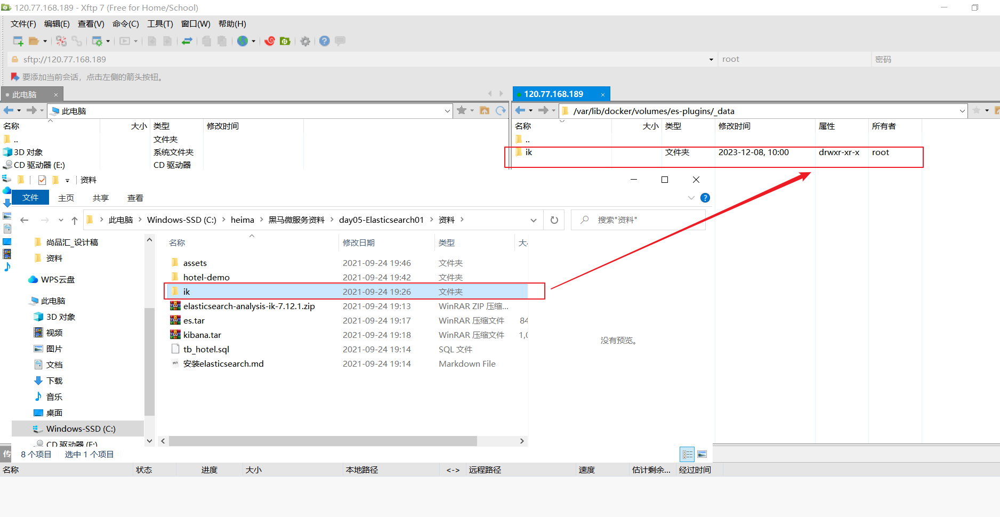 120.77.168.189 - Xftp 7 (Free for Home/School)
文件(F) 编辑(E) 查看(V) 命令(C) 工具(T) 窗口(W) 帮助(H)
sftp://120.77.168.189 root 密码
要添加当前会话，点击左侧的箭头按钮。
此电脑 × 120.77.168.189 ×
此电脑 /var/lib/docker/volumes/es-plugins/_data
名称 大小 类型 修改时间 名称 大小 类型 修改时间 属性 所有者
.. 文件夹 ..
3D 对象 系统文件夹 ik 文件夹 2023-12-08, 10:00 drwxr-xr-x root
CD 驱动器 (E:) CD 驱动器
资料
文件 主页 共享 查看
此电脑 > Windows-SSD (C:) > heima > 黑马微服务资料 > day05-Elasticsearch01 > 资料 > 搜索"资料"
尚品汇_设计稿
资料
WPS云盘
此电脑
3D 对象
视频
图片
文档
下载
音乐
桌面
Windows-SSD (C:)
CD 驱动器 (E:)
名称 修改日期 类型
assets 2021-09-24 19:46 文件夹
hotel-demo 2021-09-24 19:42 文件夹
ik 2021-09-24 19:26 文件夹
elasticsearch-analysis-ik-7.12.1.zip 2021-09-24 19:13 WinRAR ZIP 压缩...
es.tar 2021-09-24 19:17 WinRAR 压缩文件 84
kibana.tar 2021-09-24 19:18 WinRAR 压缩文件 1,0
tb_hotel.sql 2021-09-24 19:14 SQL 文件
安装elasticsearch.md 2021-09-24 19:14 Markdown File
没有预览。
传 8 个项目 选中 1 个项目
名称 状态 进度 大小 本地路径 <-> 远程路径 速度 估计剩余... 经过时间